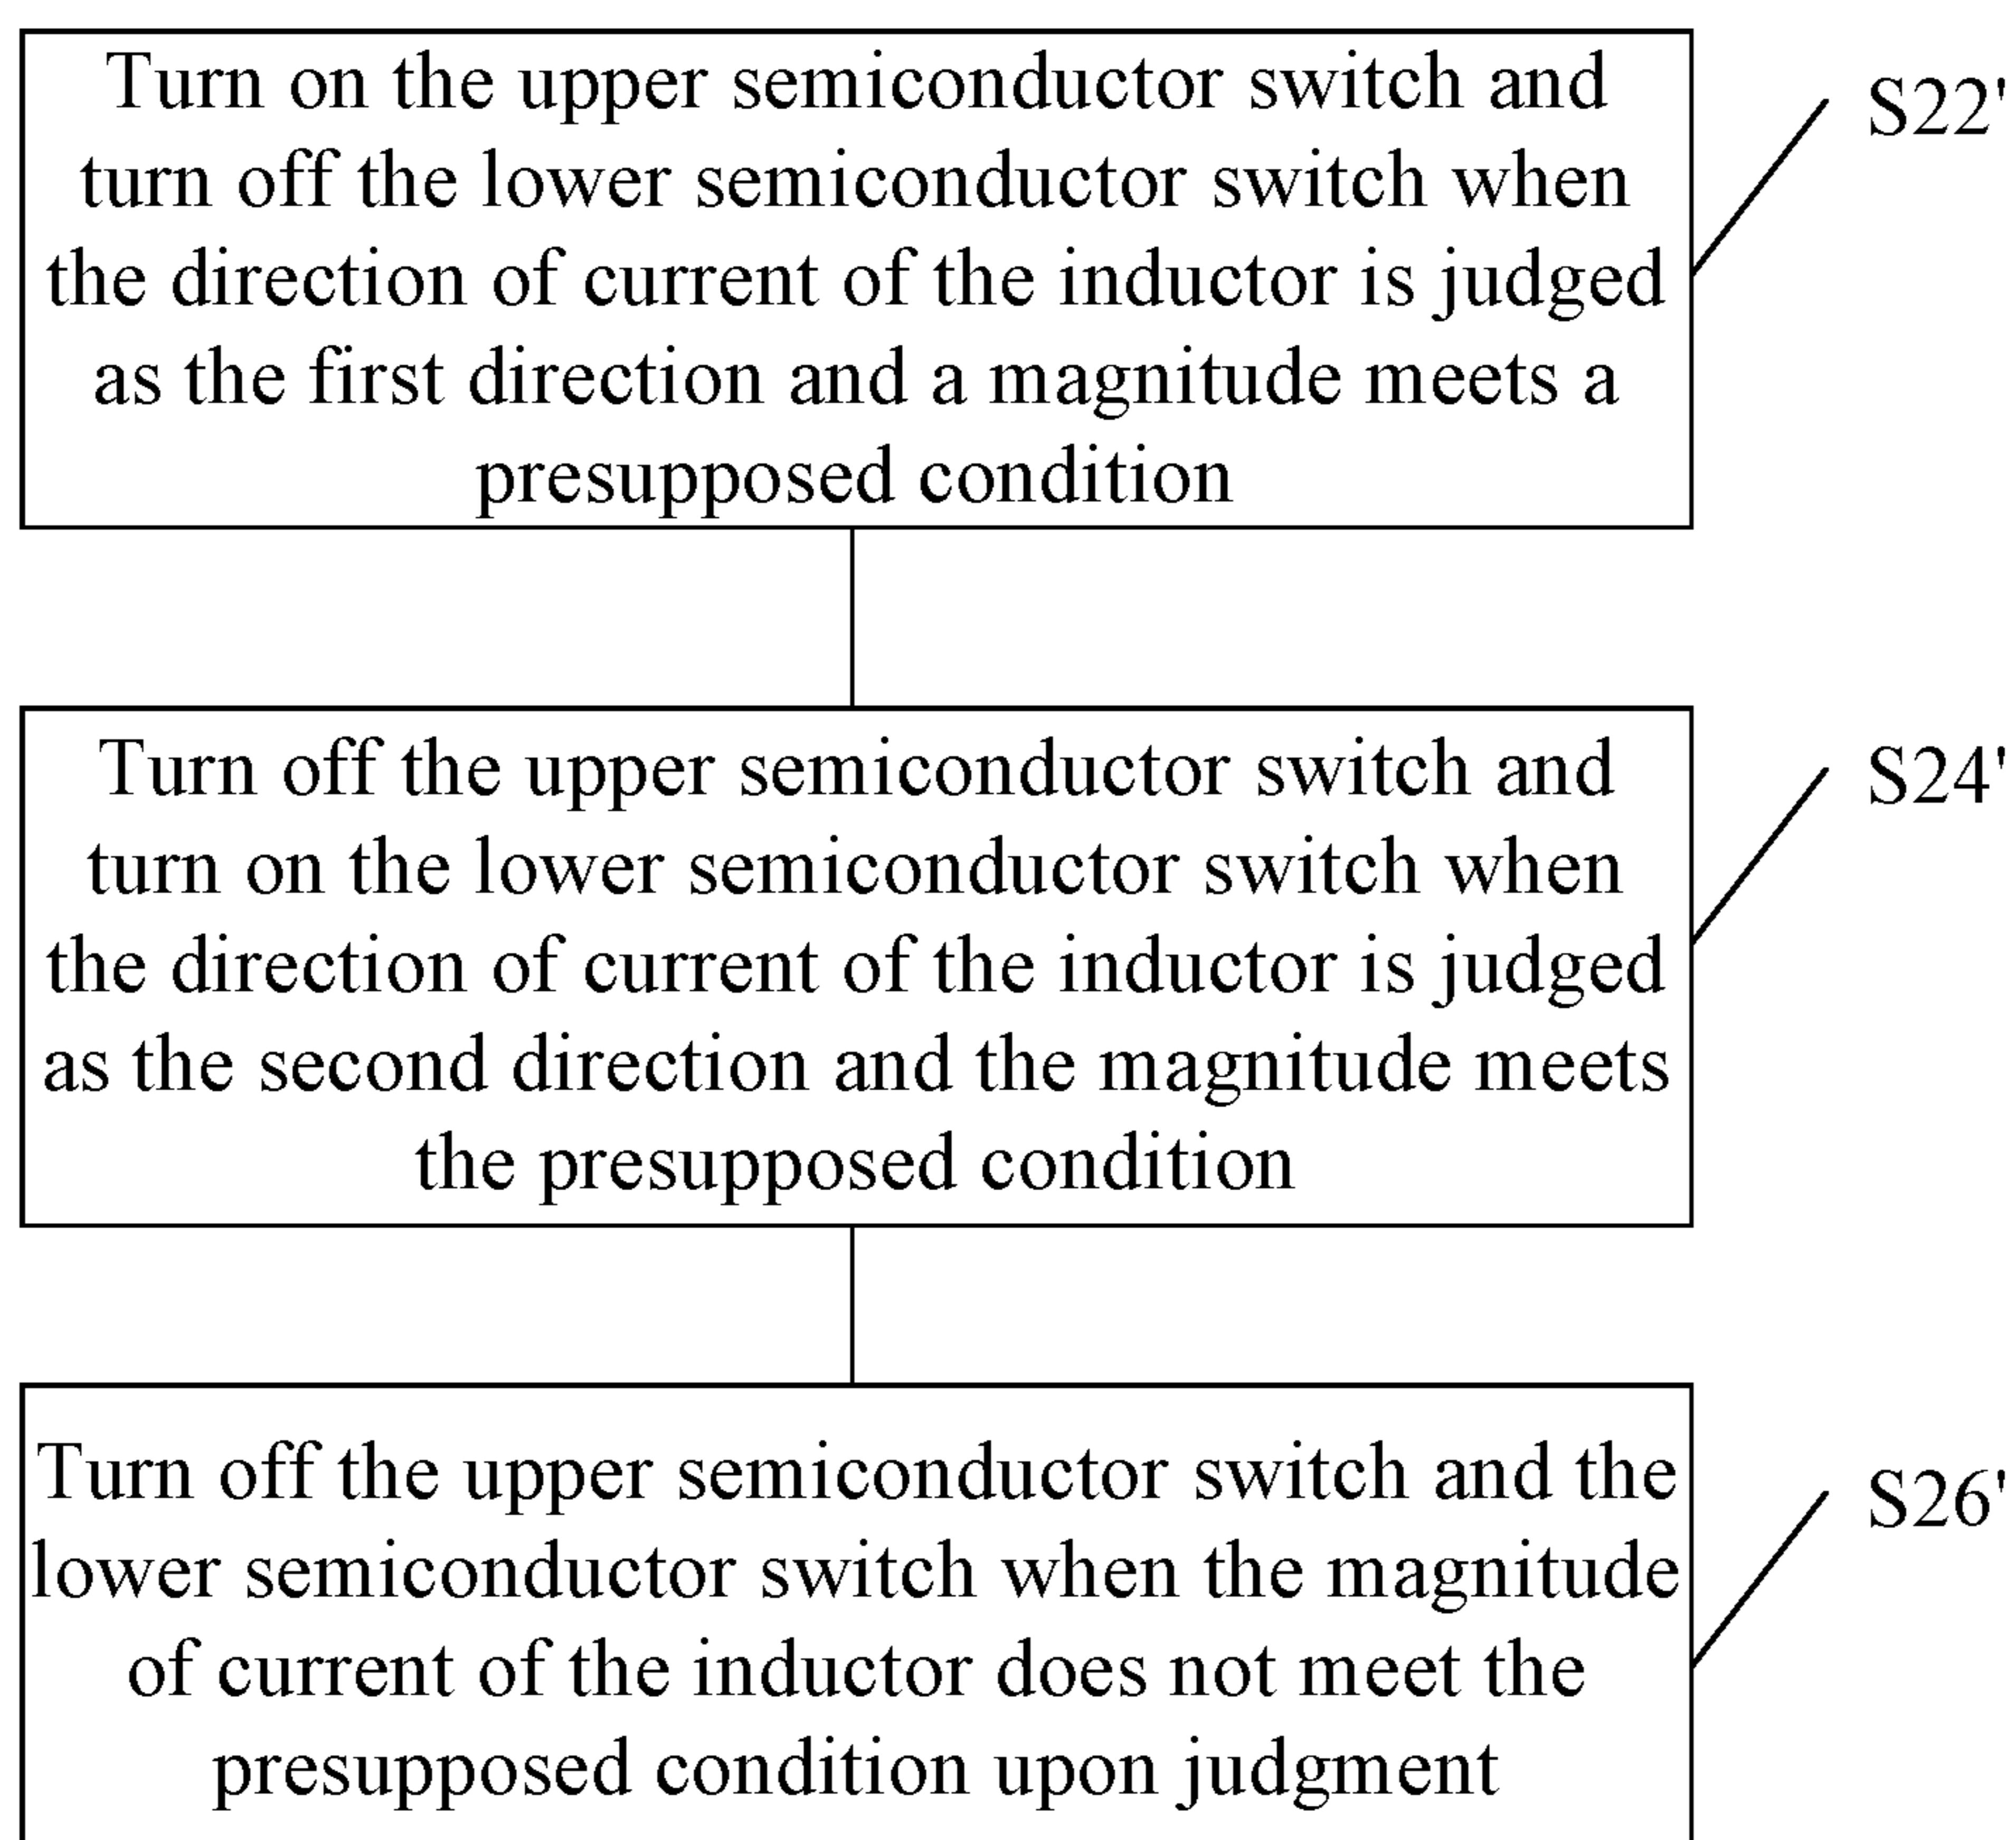 Turn on the upper semiconductor switch and
turn off the lower semiconductor switch when
the direction of current of the inductor is judged
as the first direction and a magnitude meets a
presupposed condition
S22'
Turn off the upper semiconductor switch and
turn on the lower semiconductor switch when
the direction of current of the inductor is judged
as the second direction and the magnitude meets
the presupposed condition
S24'
Turn off the upper semiconductor switch and the
lower semiconductor switch when the magnitude
of current of the inductor does not meet the
presupposed condition upon judgment
S26'